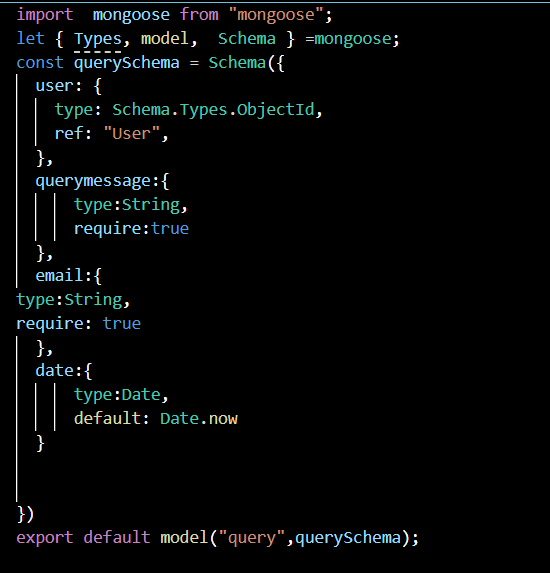 import  mongoose from "mongoose";
let { Types, model,  Schema } =mongoose;
const querySchema = Schema({
  user: {
    type: Schema.Types.ObjectId,
    ref: "User",
  },
  querymessage:{
      type:String,
      require:true
  },
  email:{
type:String,
require: true
  },
  date:{
      type:Date,
      default: Date.now
  }
})
export default model("query",querySchema);